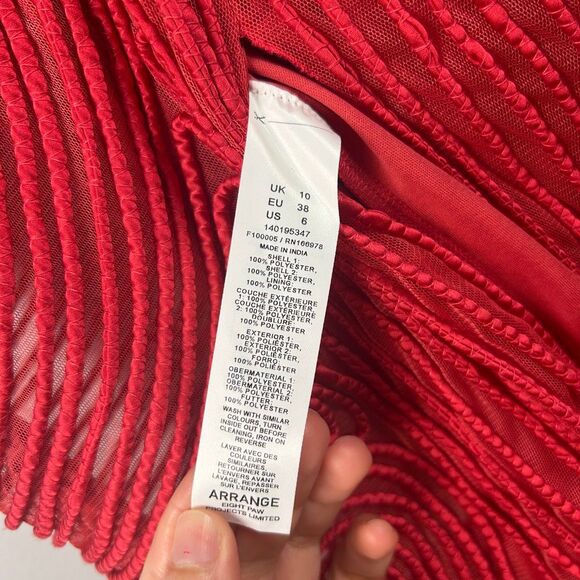 UK 10
EU 38
US 6
140195347
F100005 / RN166978
MADE IN INDIA
SHELL 1:
100% POLYESTER,
SHELL 2:
100% POLYESTER,
LINING:
100% POLYESTER
COUCHE EXTÉRIEURE
1: 100% POLYESTER,
COUCHE EXTÉRIEURE
2: 100% POLYESTER,
DOUBLURE:
100% POLYESTER
EXTERIOR 1:
100% POLIÉSTER,
EXTERIOR 2:
100% POLIÉSTER,
FORRO:
100% POLIÉSTER
OBERMATERIAL 1:
100% POLYESTER,
OBERMATERIAL 2:
100% POLYESTER,
FUTTER:
100% POLYESTER
WASH WITH SIMILAR
COLOURS, TURN
INSIDE OUT BEFORE
CLEANING, IRON ON
REVERSE
LAVER AVEC DES
COULEURS
SIMILAIRES,
RETOURNER SUR
L'ENVERS AVANT
LAVAGE, REPASSER
SUR L'ENVERS
ARRANGE
EIGHT PAW
PROJECTS LIMITED